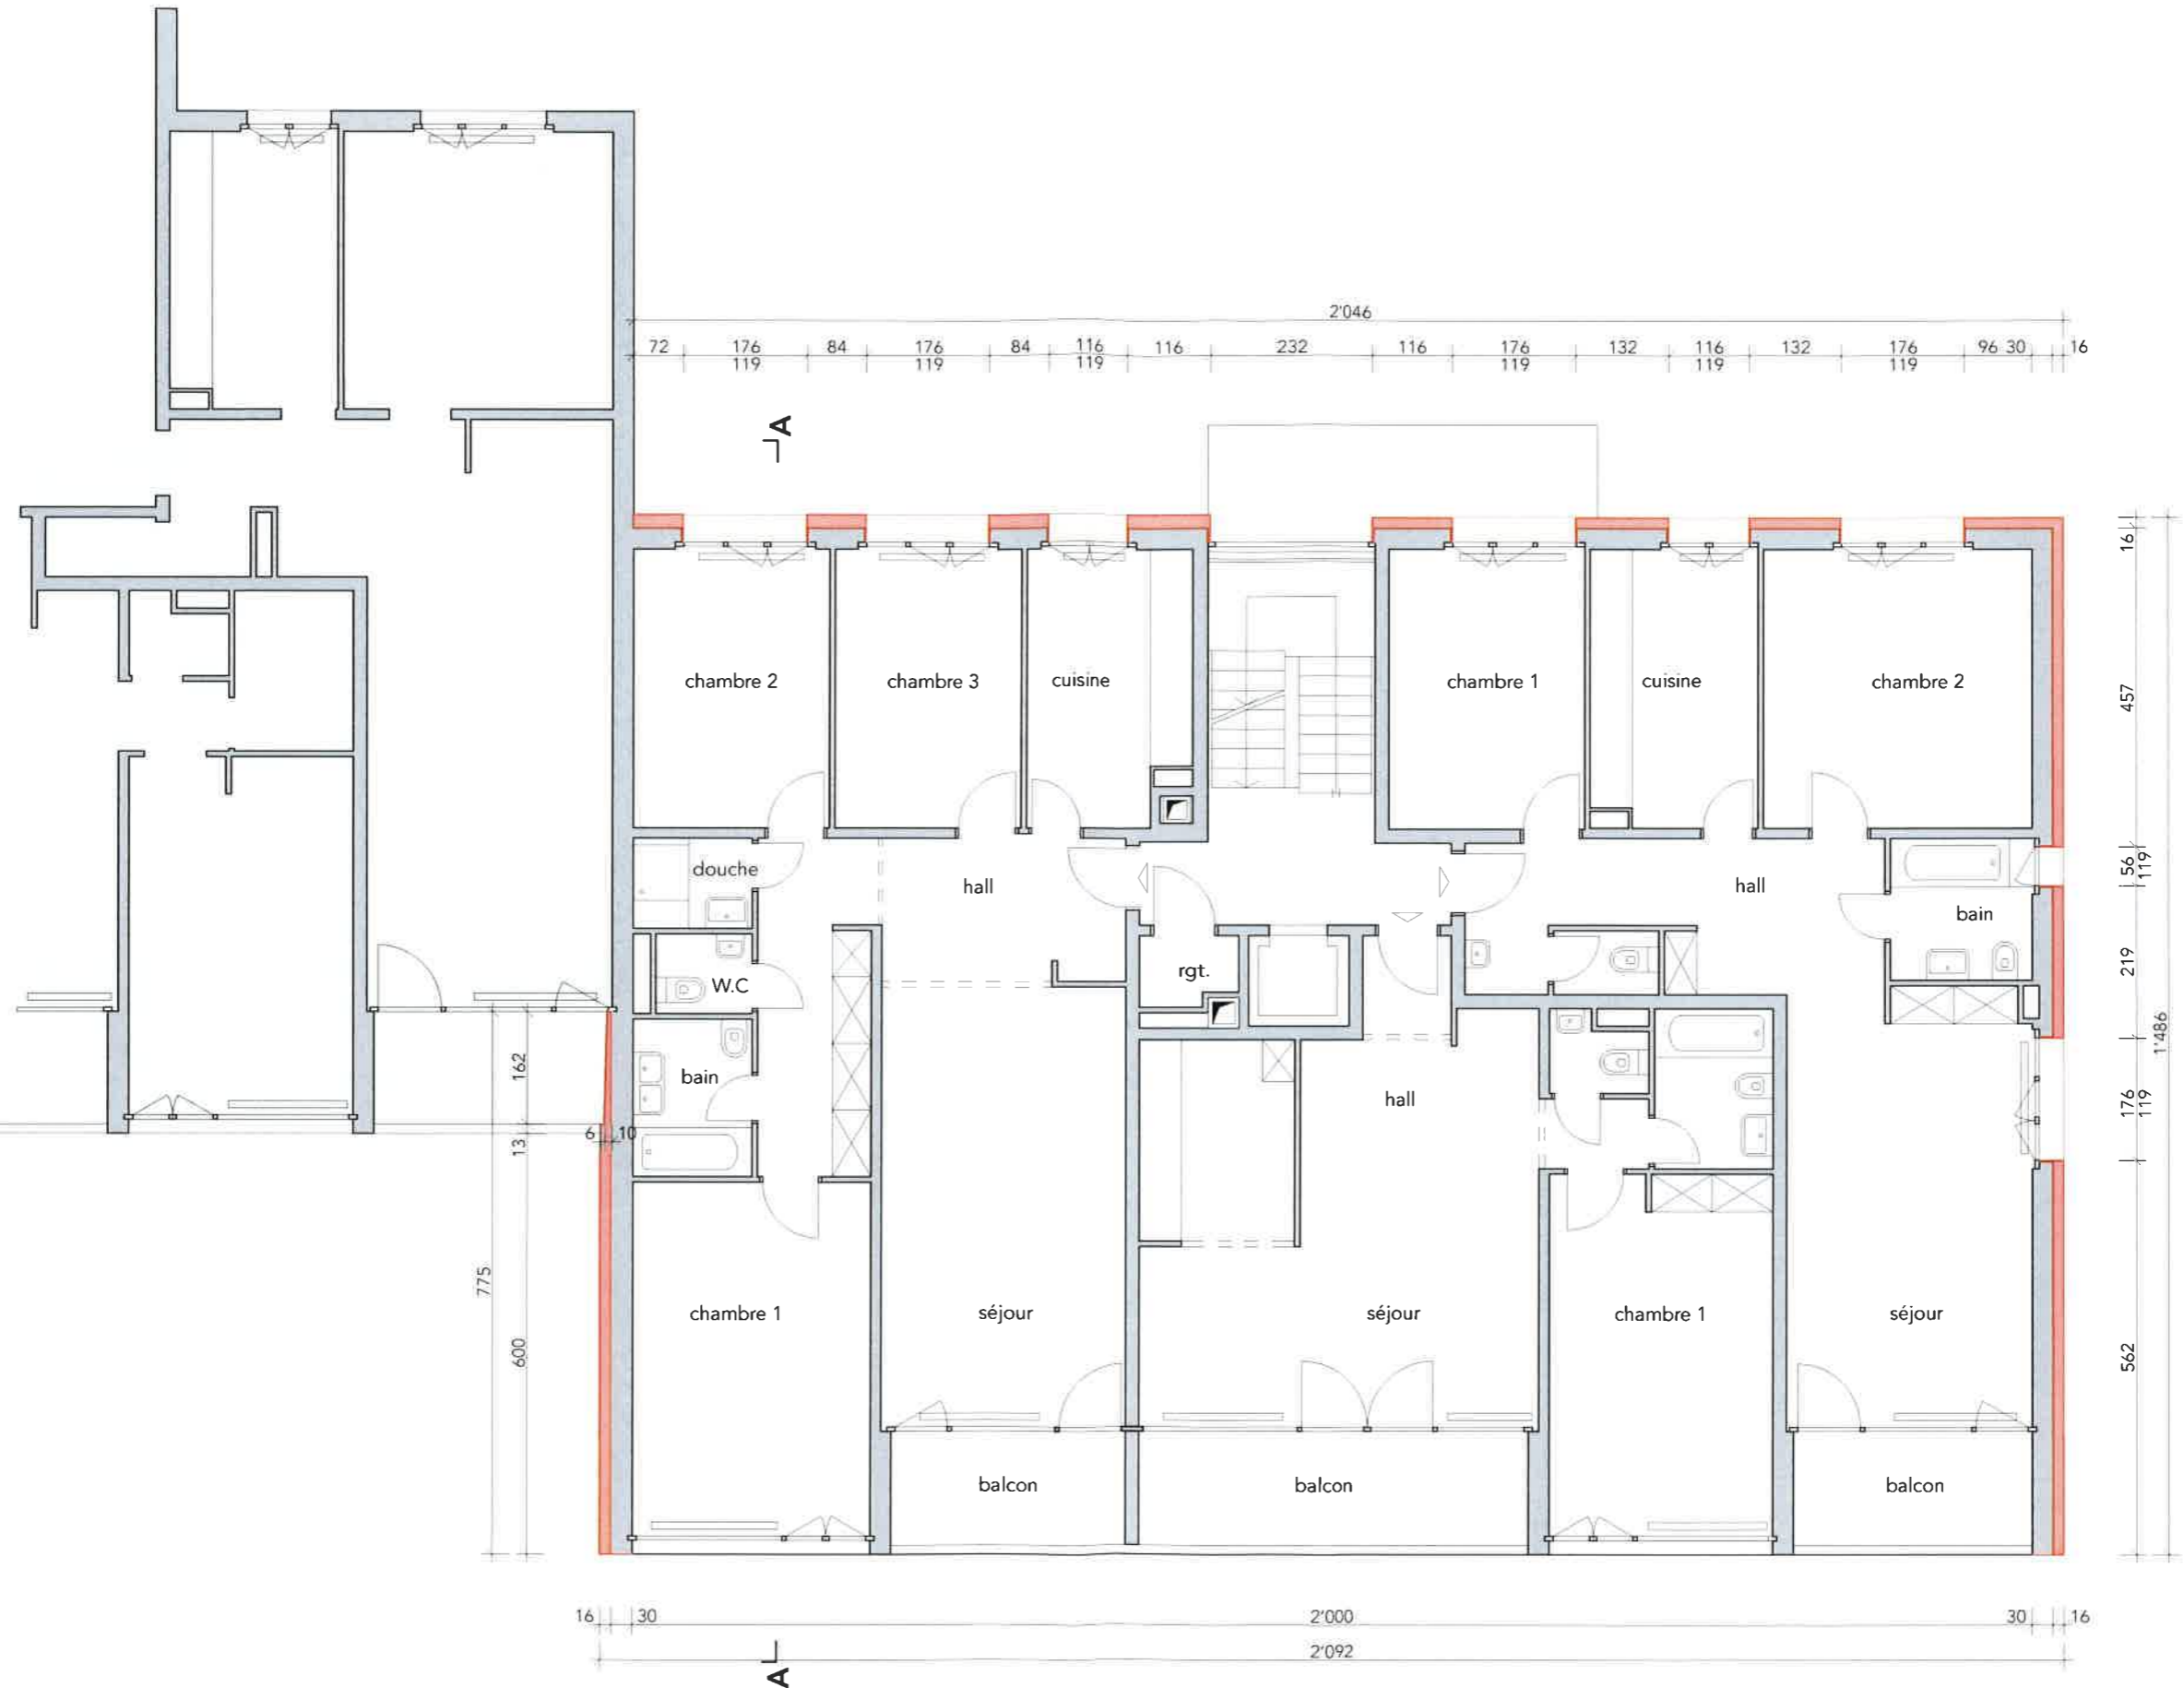 2'046
72 176 84 176 84 116 116 232 116 176 132 116 132 176 96 30 16
119 119 119 119 119 119
A
16
chambre 2 chambre 3 cuisine chambre 1 cuisine chambre 2
457
douche hall hall
56
119
bain
W.C rgt.
219
1'486
bain hall
162
176
119
6 10
13
775
chambre 1 séjour séjour chambre 1 séjour
600
562
balcon balcon balcon
16 30 2'000 30 16
2'092
A